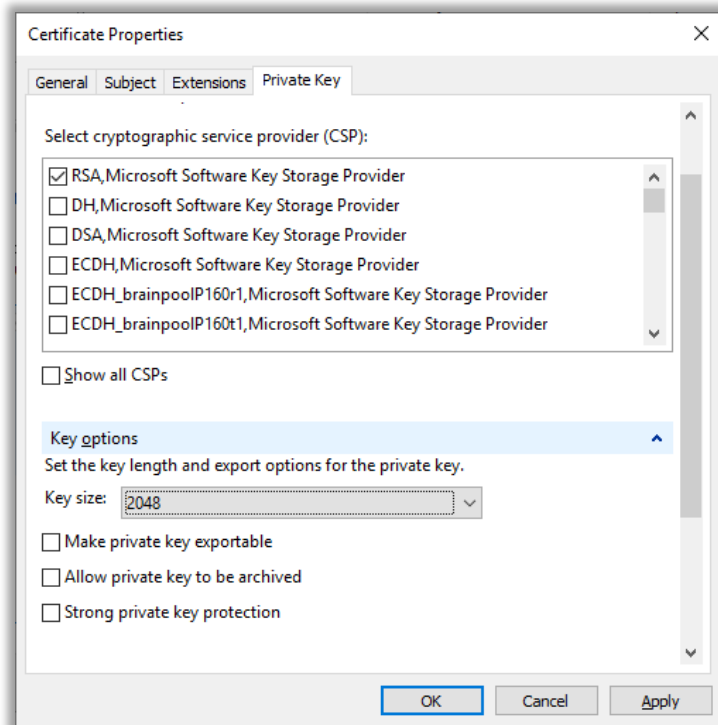 Certificate Properties
General Subject Extensions Private Key
Select cryptographic service provider (CSP):
RSA,Microsoft Software Key Storage Provider
DH,Microsoft Software Key Storage Provider
DSA,Microsoft Software Key Storage Provider
ECDH,Microsoft Software Key Storage Provider
ECDH_brainpoolP160r1,Microsoft Software Key Storage Provider
ECDH_brainpoolP160t1,Microsoft Software Key Storage Provider
Show all CSPs
Key options
Set the key length and export options for the private key.
Key size: 2048
Make private key exportable
Allow private key to be archived
Strong private key protection
OK Cancel Apply